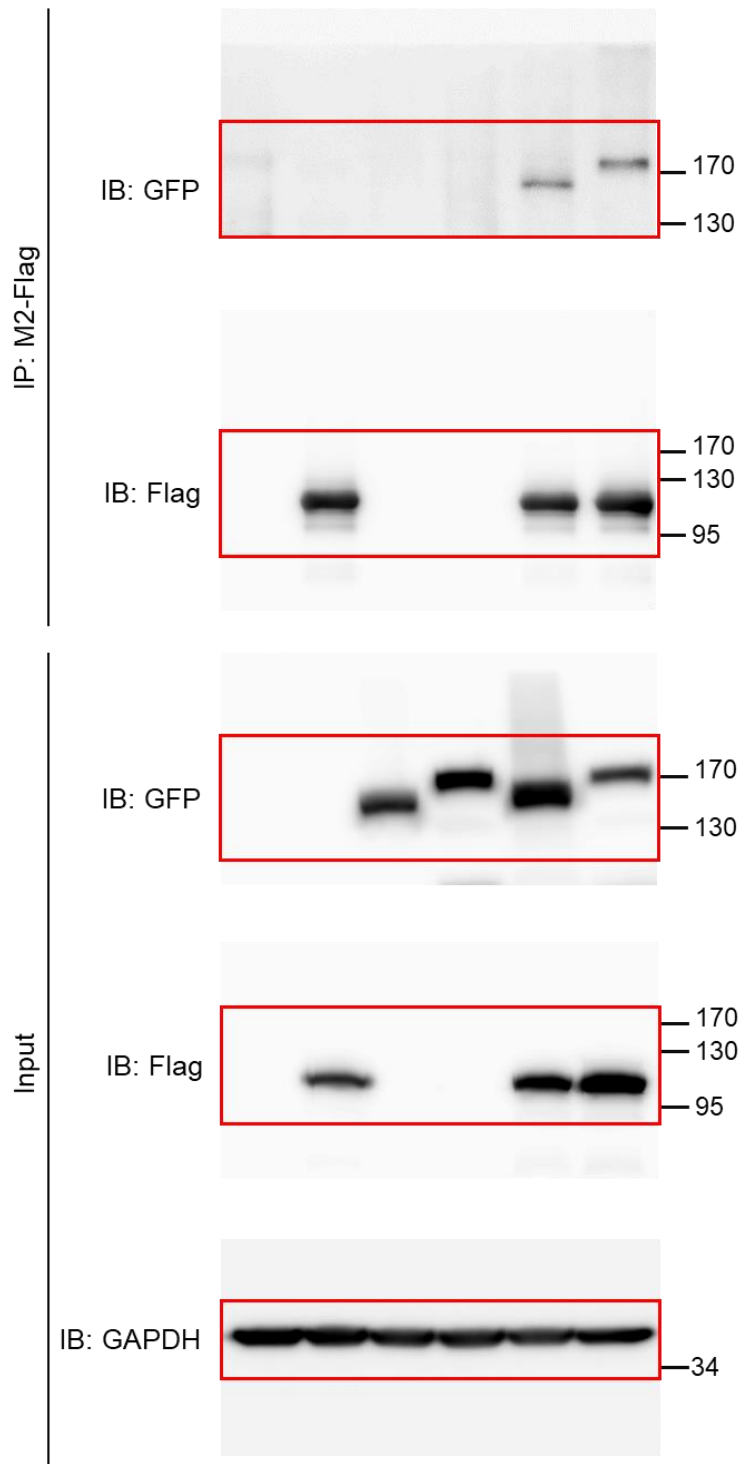 IP: M2-Flag
IB: GFP
170
130
IB: Flag
170
130
95
Input
IB: GFP
170
130
IB: Flag
170
130
95
IB: GAPDH
34